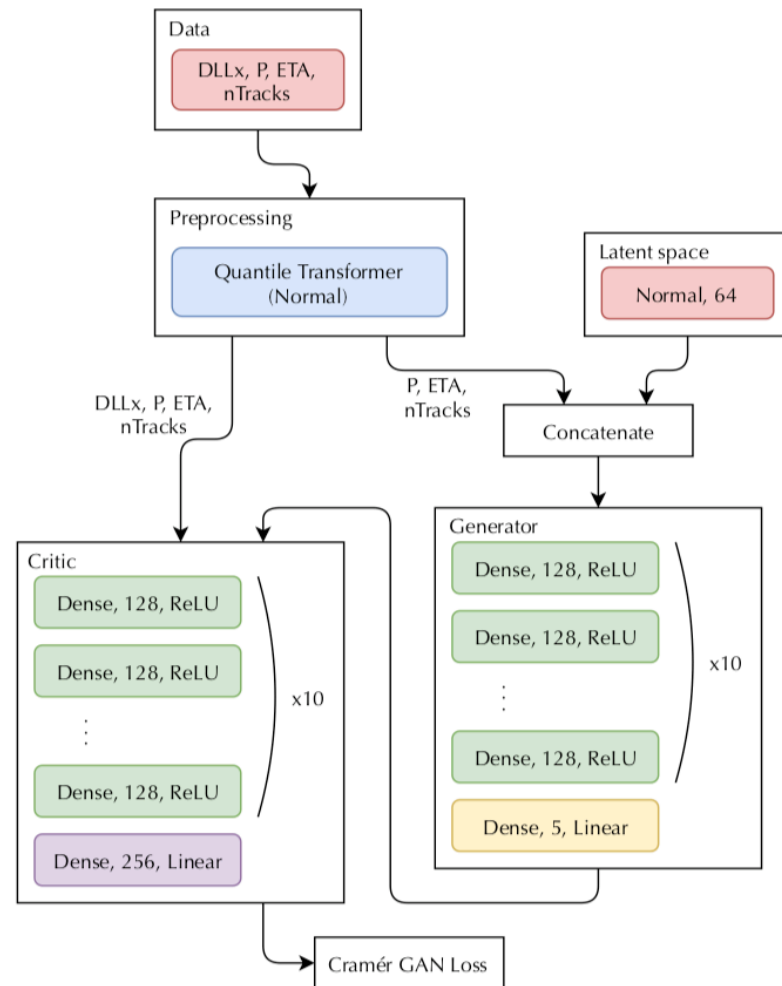 Data
DLLx, P, ETA,
nTracks
Preprocessing
Quantile Transformer
(Normal)
Latent space
Normal, 64
DLLx, P, ETA,
nTracks
P, ETA,
nTracks
Concatenate
Critic
Dense, 128, ReLU
Dense, 128, ReLU
⋮
Dense, 128, ReLU
x10
Dense, 256, Linear
Generator
Dense, 128, ReLU
Dense, 128, ReLU
⋮
Dense, 128, ReLU
x10
Dense, 5, Linear
Cramér GAN Loss